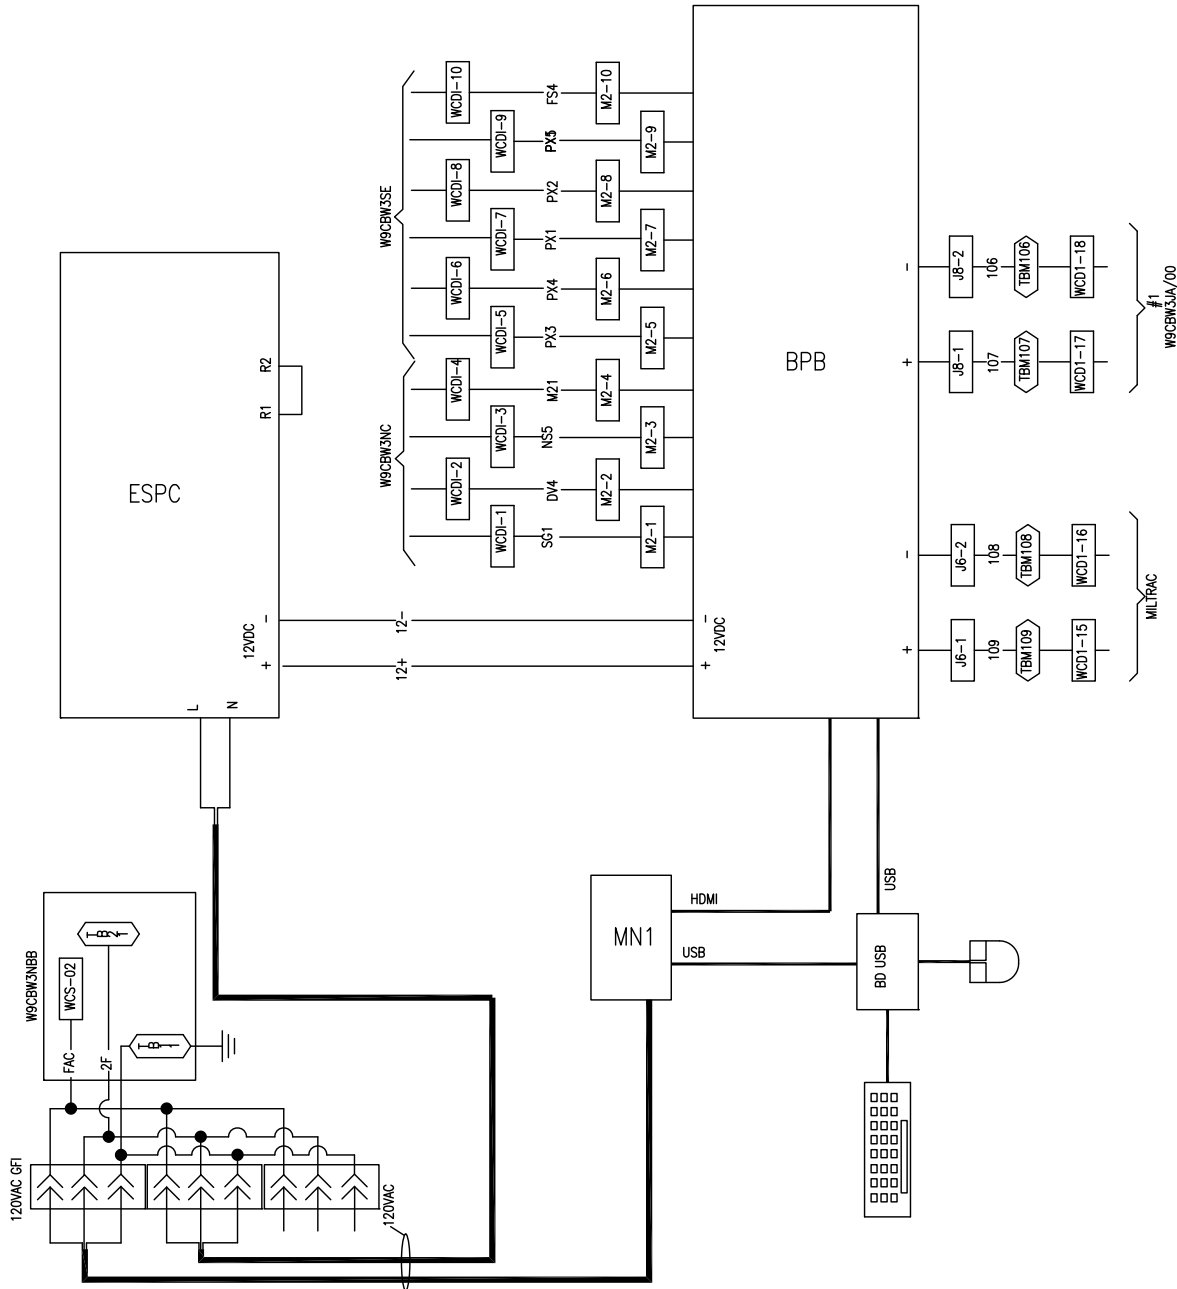 W9CBW3SE
WCDI-10
FS4
M2-10
WCDI-9
PX5
M2-9
WCDI-8
PX2
M2-8
WCDI-7
PX1
M2-7
WCDI-6
PX4
M2-6
WCDI-5
PX3
M2-5
W9CBW3NC
WCDI-4
M21
M2-4
WCDI-3
NS5
M2-3
WCDI-2
DV4
M2-2
WCDI-1
SG1
M2-1
ESPC
R1
R2
12VDC
+
-
L
N
12-
12+
BPB
-
+
12VDC
-
J8-2
106
TBM106
WCD1-18
+
J8-1
107
TBM107
WCD1-17
#1
W9CBW3JA/00
-
J6-2
108
TBM108
WCD1-16
+
J6-1
109
TBM109
WCD1-15
MILTRAC
W9CBW3NBB
WCS-02
TB21
TB1
FAC
2F
120VAC GFI
120VAC
MN1
HDMI
USB
USB
BD USB